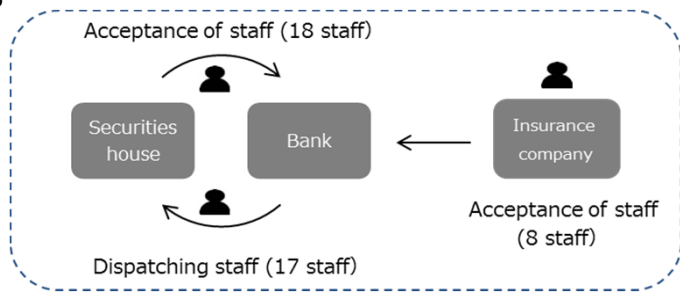 Acceptance of staff (18 staff)
Securities
house
Bank
Insurance
company
Acceptance of staff
(8 staff)
Dispatching staff (17 staff)